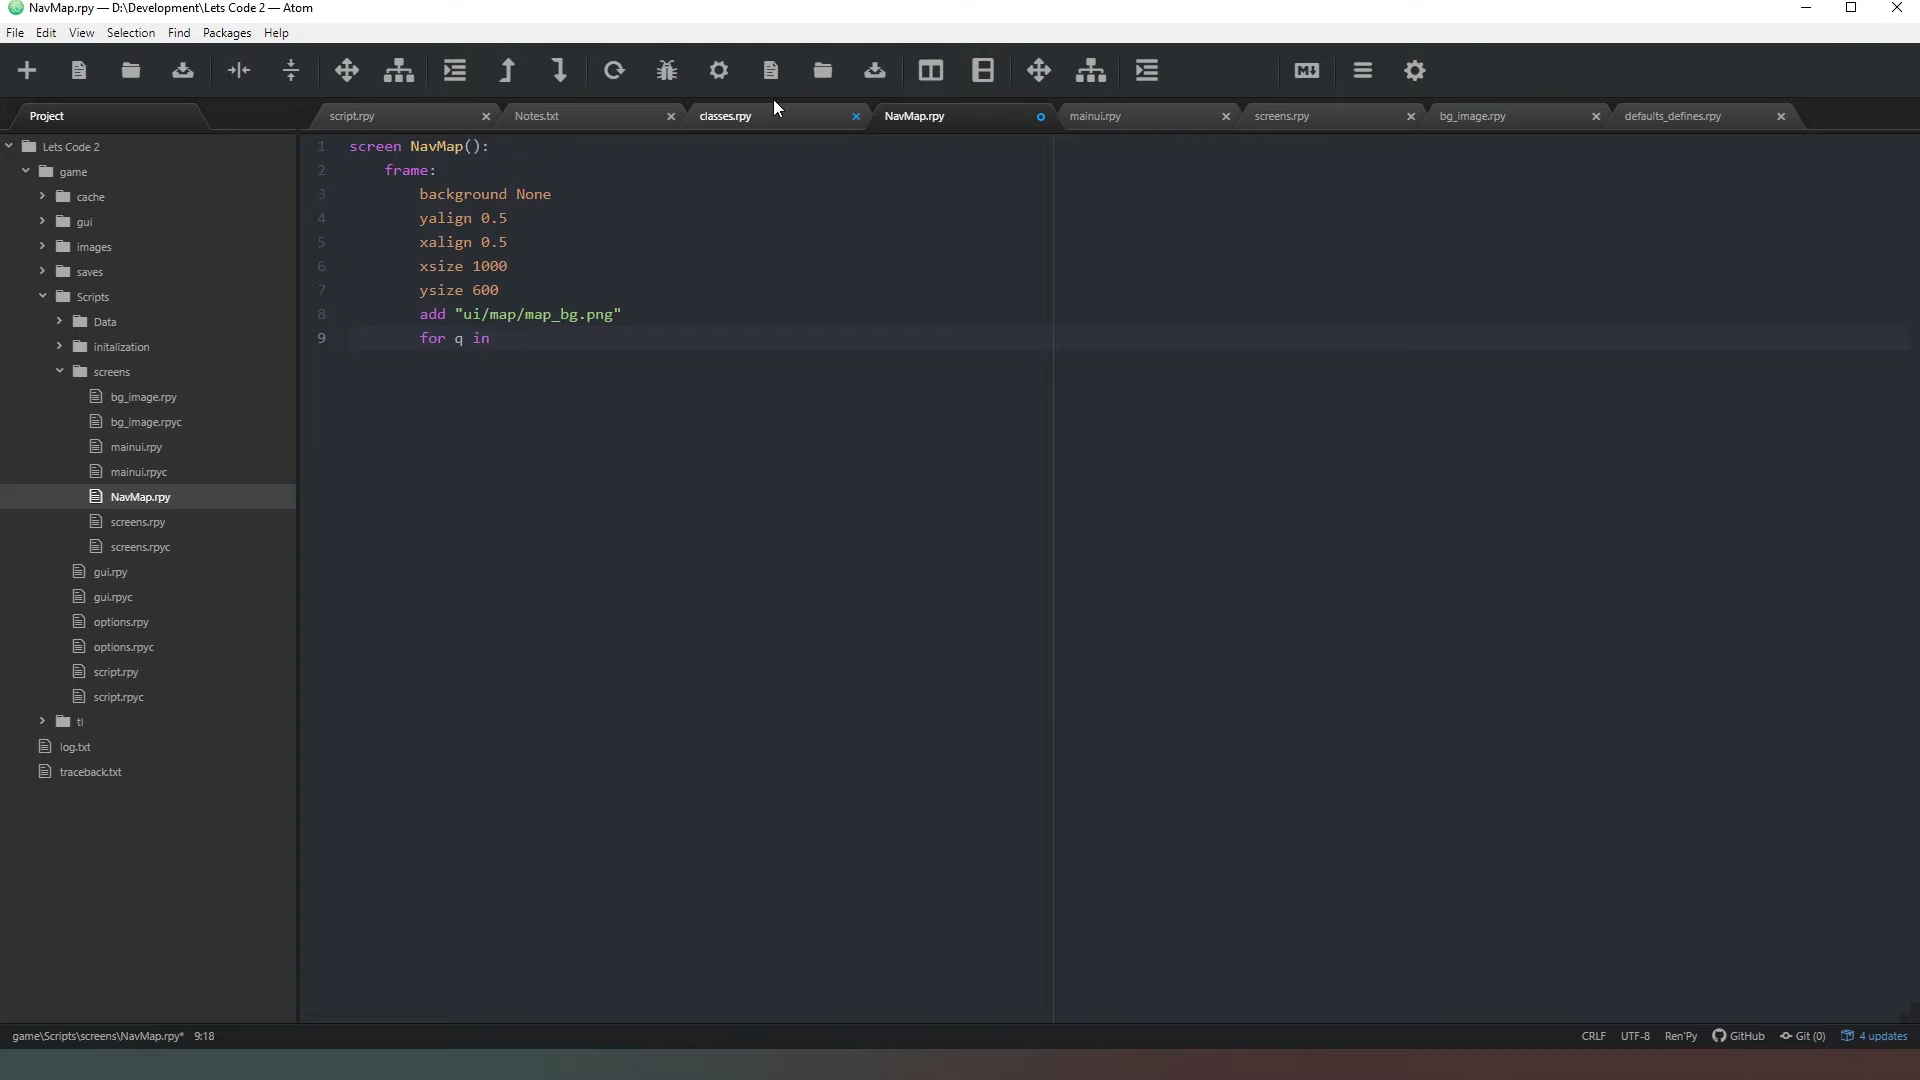 NavMap.rpy — D:\Development\Lets Code 2 — Atom
File Edit View Selection Find Packages Help
M↓
Project
script.rpy Notes.txt classes.rpy NavMap.rpy mainui.rpy screens.rpy bg_image.rpy defaults_defines.rpy
Lets Code 2
game
cache
gui
images
saves
Scripts
Data
initalization
screens
bg_image.rpy
bg_image.rpyc
mainui.rpy
mainui.rpyc
NavMap.rpy
screens.rpy
screens.rpyc
gui.rpy
gui.rpyc
options.rpy
options.rpyc
script.rpy
script.rpyc
tl
log.txt
traceback.txt
1 screen NavMap():
2 frame:
3 background None
4 yalign 0.5
5 xalign 0.5
6 xsize 1000
7 ysize 600
8 add "ui/map/map_bg.png"
9 for q in
game\Scripts\screens\NavMap.rpy* 9:18 CRLF UTF-8 Ren'Py GitHub Git (0) 4 updates